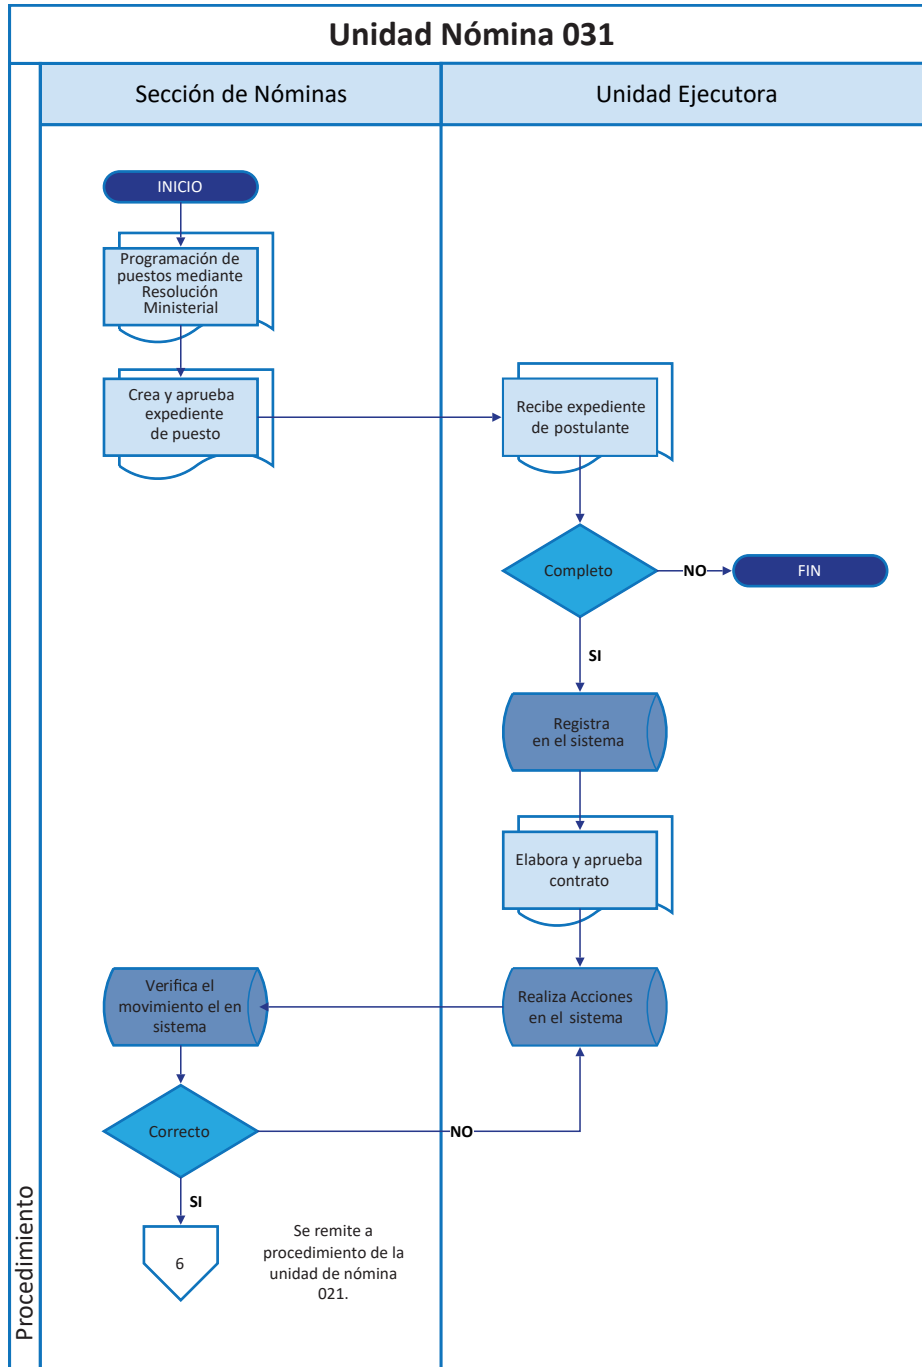 Unidad Nómina 031
Sección de Nóminas
Unidad Ejecutora
INICIO
Programación de
puestos mediante
Resolución
Ministerial
Crea y aprueba
expediente
de puesto
Recibe expediente
de postulante
Completo
NO
FIN
SI
Registra
en el sistema
Elabora y aprueba
contrato
Realiza Acciones
en el sistema
Verifica el
movimiento el en
sistema
Correcto
NO
SI
6
Se remite a
procedimiento de la
unidad de nómina
021.
Procedimiento